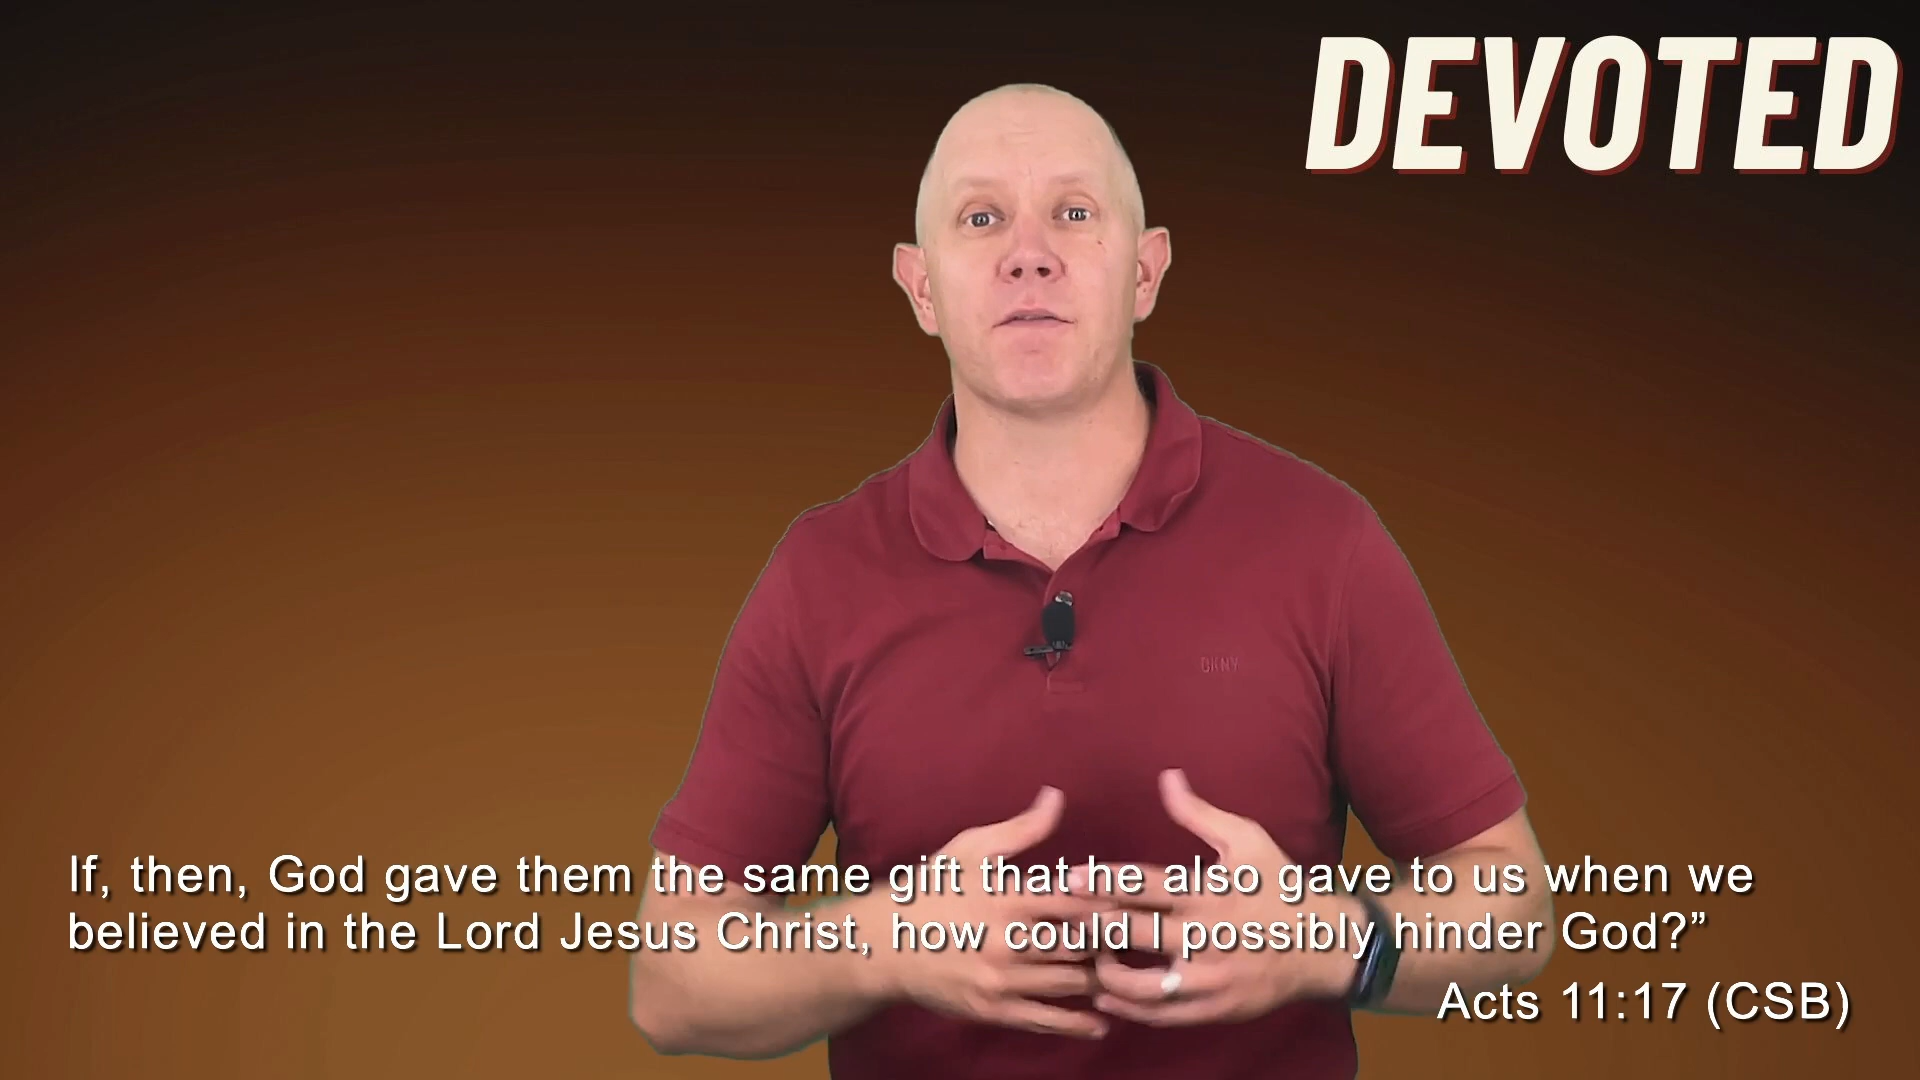 DEVOTED
DKNY
If, then, God gave them the same gift that he also gave to us when we
believed in the Lord Jesus Christ, how could I possibly hinder God?”
Acts 11:17 (CSB)